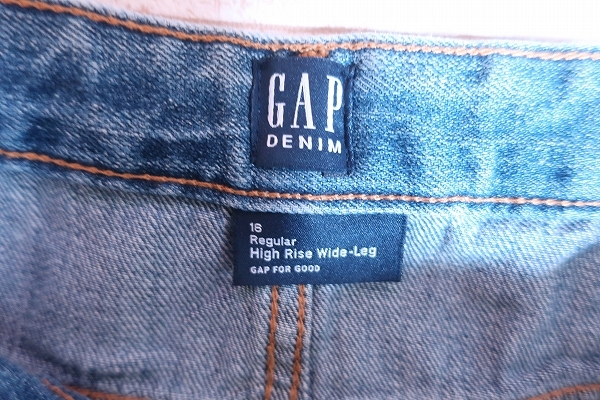 GAP
DENIM
16
Regular
High Rise Wide-Leg
GAP FOR GOOD